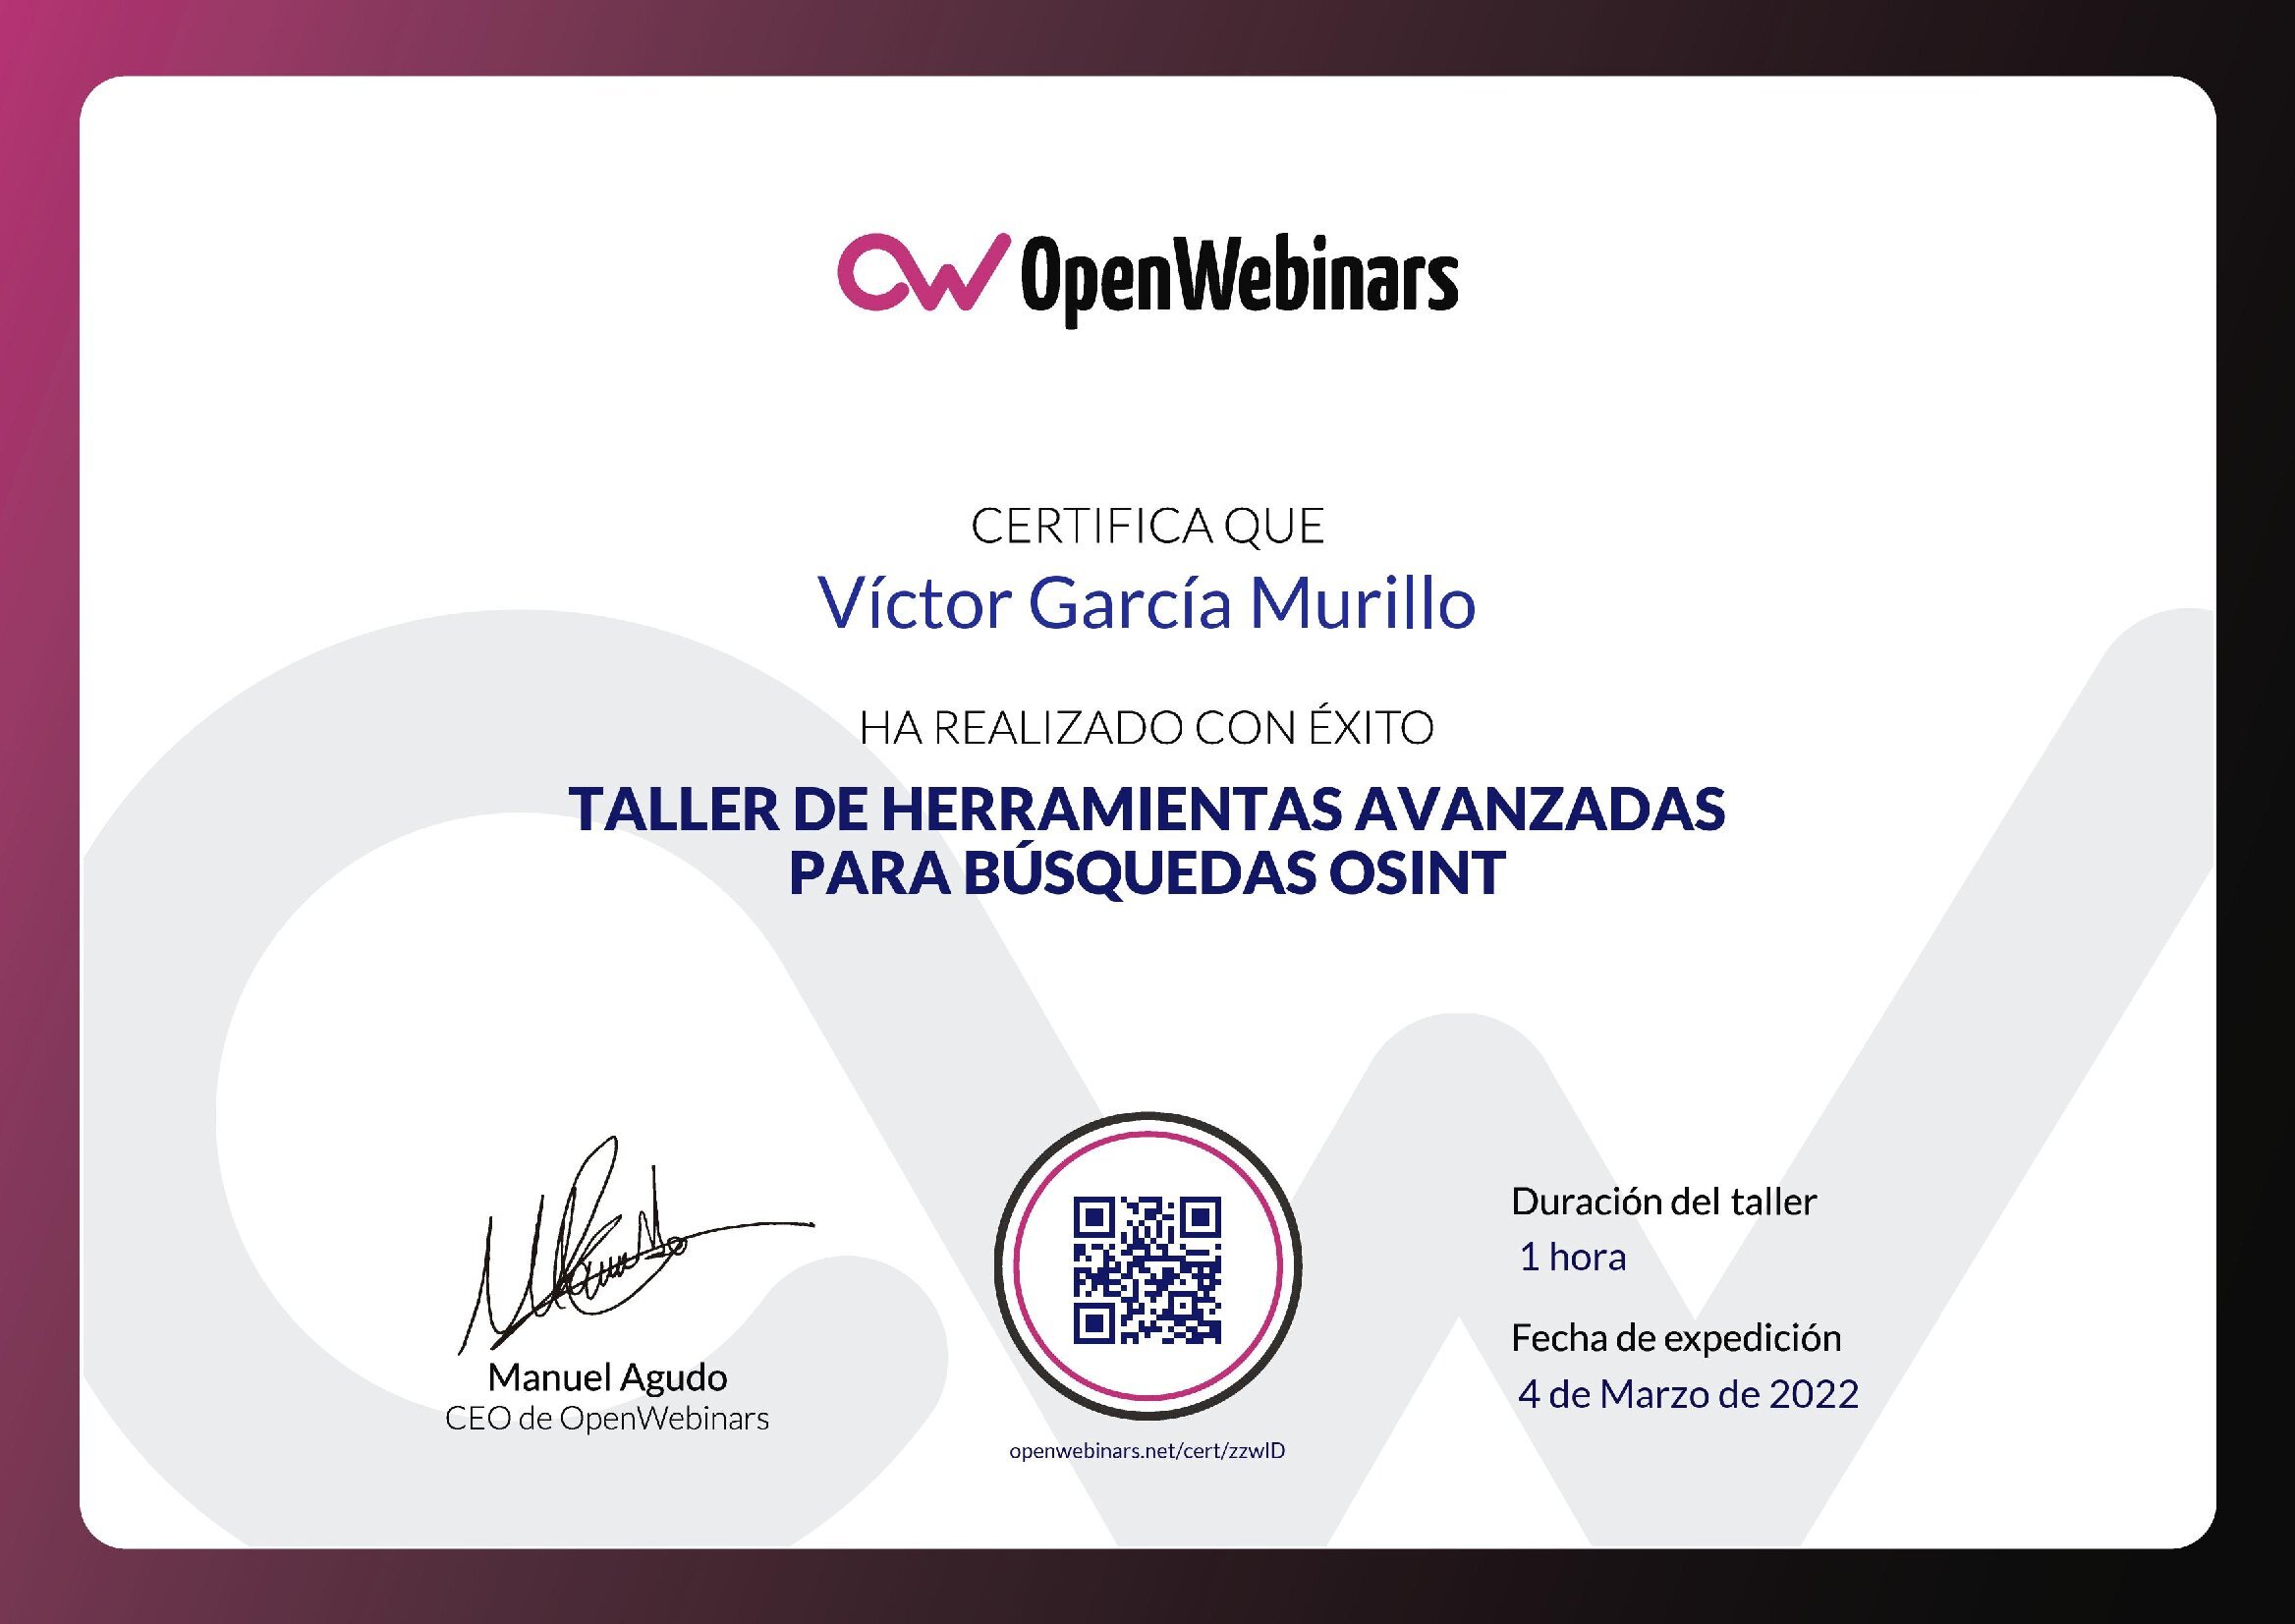 OpenWebinars
CERTIFICA QUE
Víctor García Murillo
HA REALIZADO CON ÉXITO
TALLER DE HERRAMIENTAS AVANZADAS
PARA BÚSQUEDAS OSINT
Manuel Agudo
CEO de OpenWebinars
openwebinars.net/cert/zzwlD
Duración del taller
1 hora
Fecha de expedición
4 de Marzo de 2022